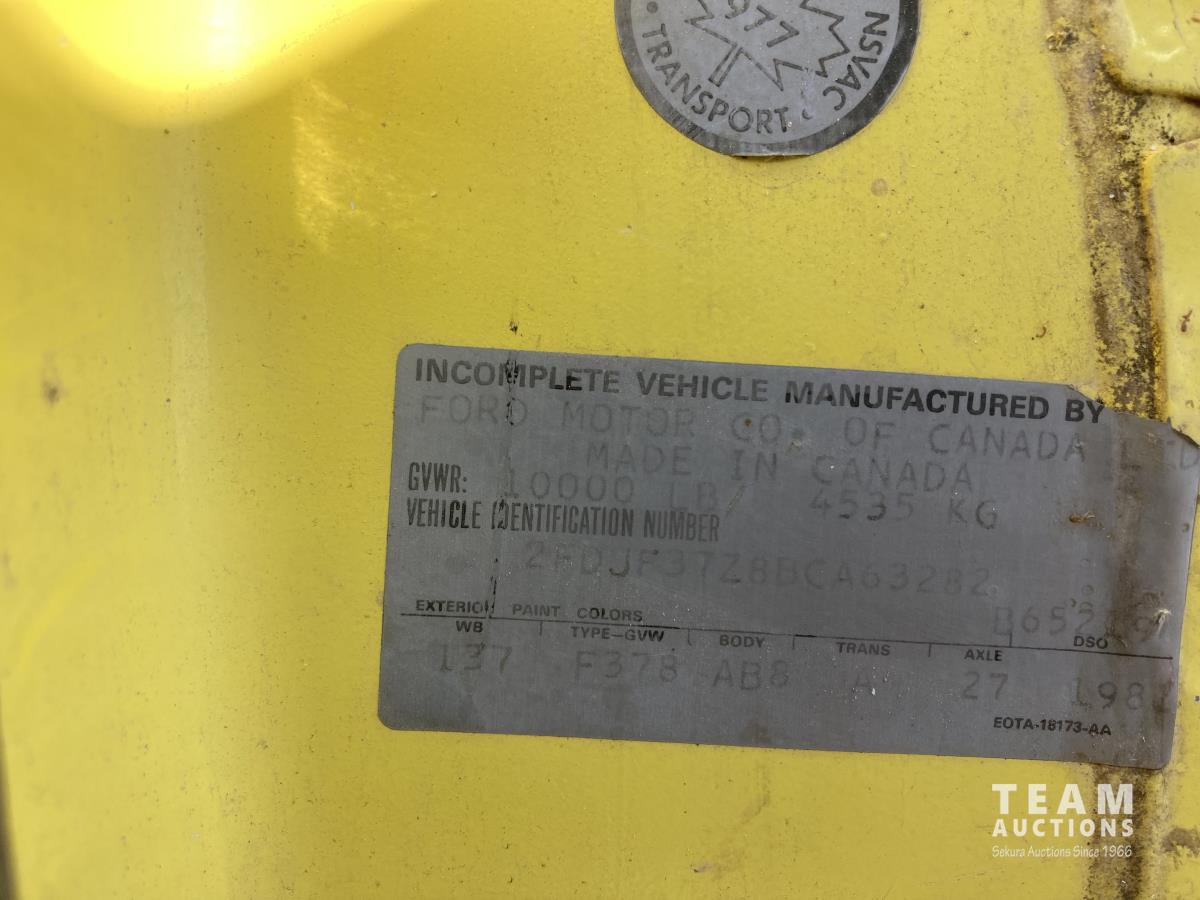 977
TRANSPORT · NSVAC
INCOMPLETE VEHICLE MANUFACTURED BY
FORD MOTOR CO. OF CANADA
MADE IN CANADA
GVWR: 10000 LB/ 4535 KG
VEHICLE IDENTIFICATION NUMBER
2FDJF37Z8BCA63282
EXTERIOR PAINT COLORS
WB TYPE-GVW BODY TRANS AXLE DSO
137 F378 AB8 A 27 1981
EOTA-18173-AA
TEAM
AUCTIONS
Sekura Auctions Since 1966